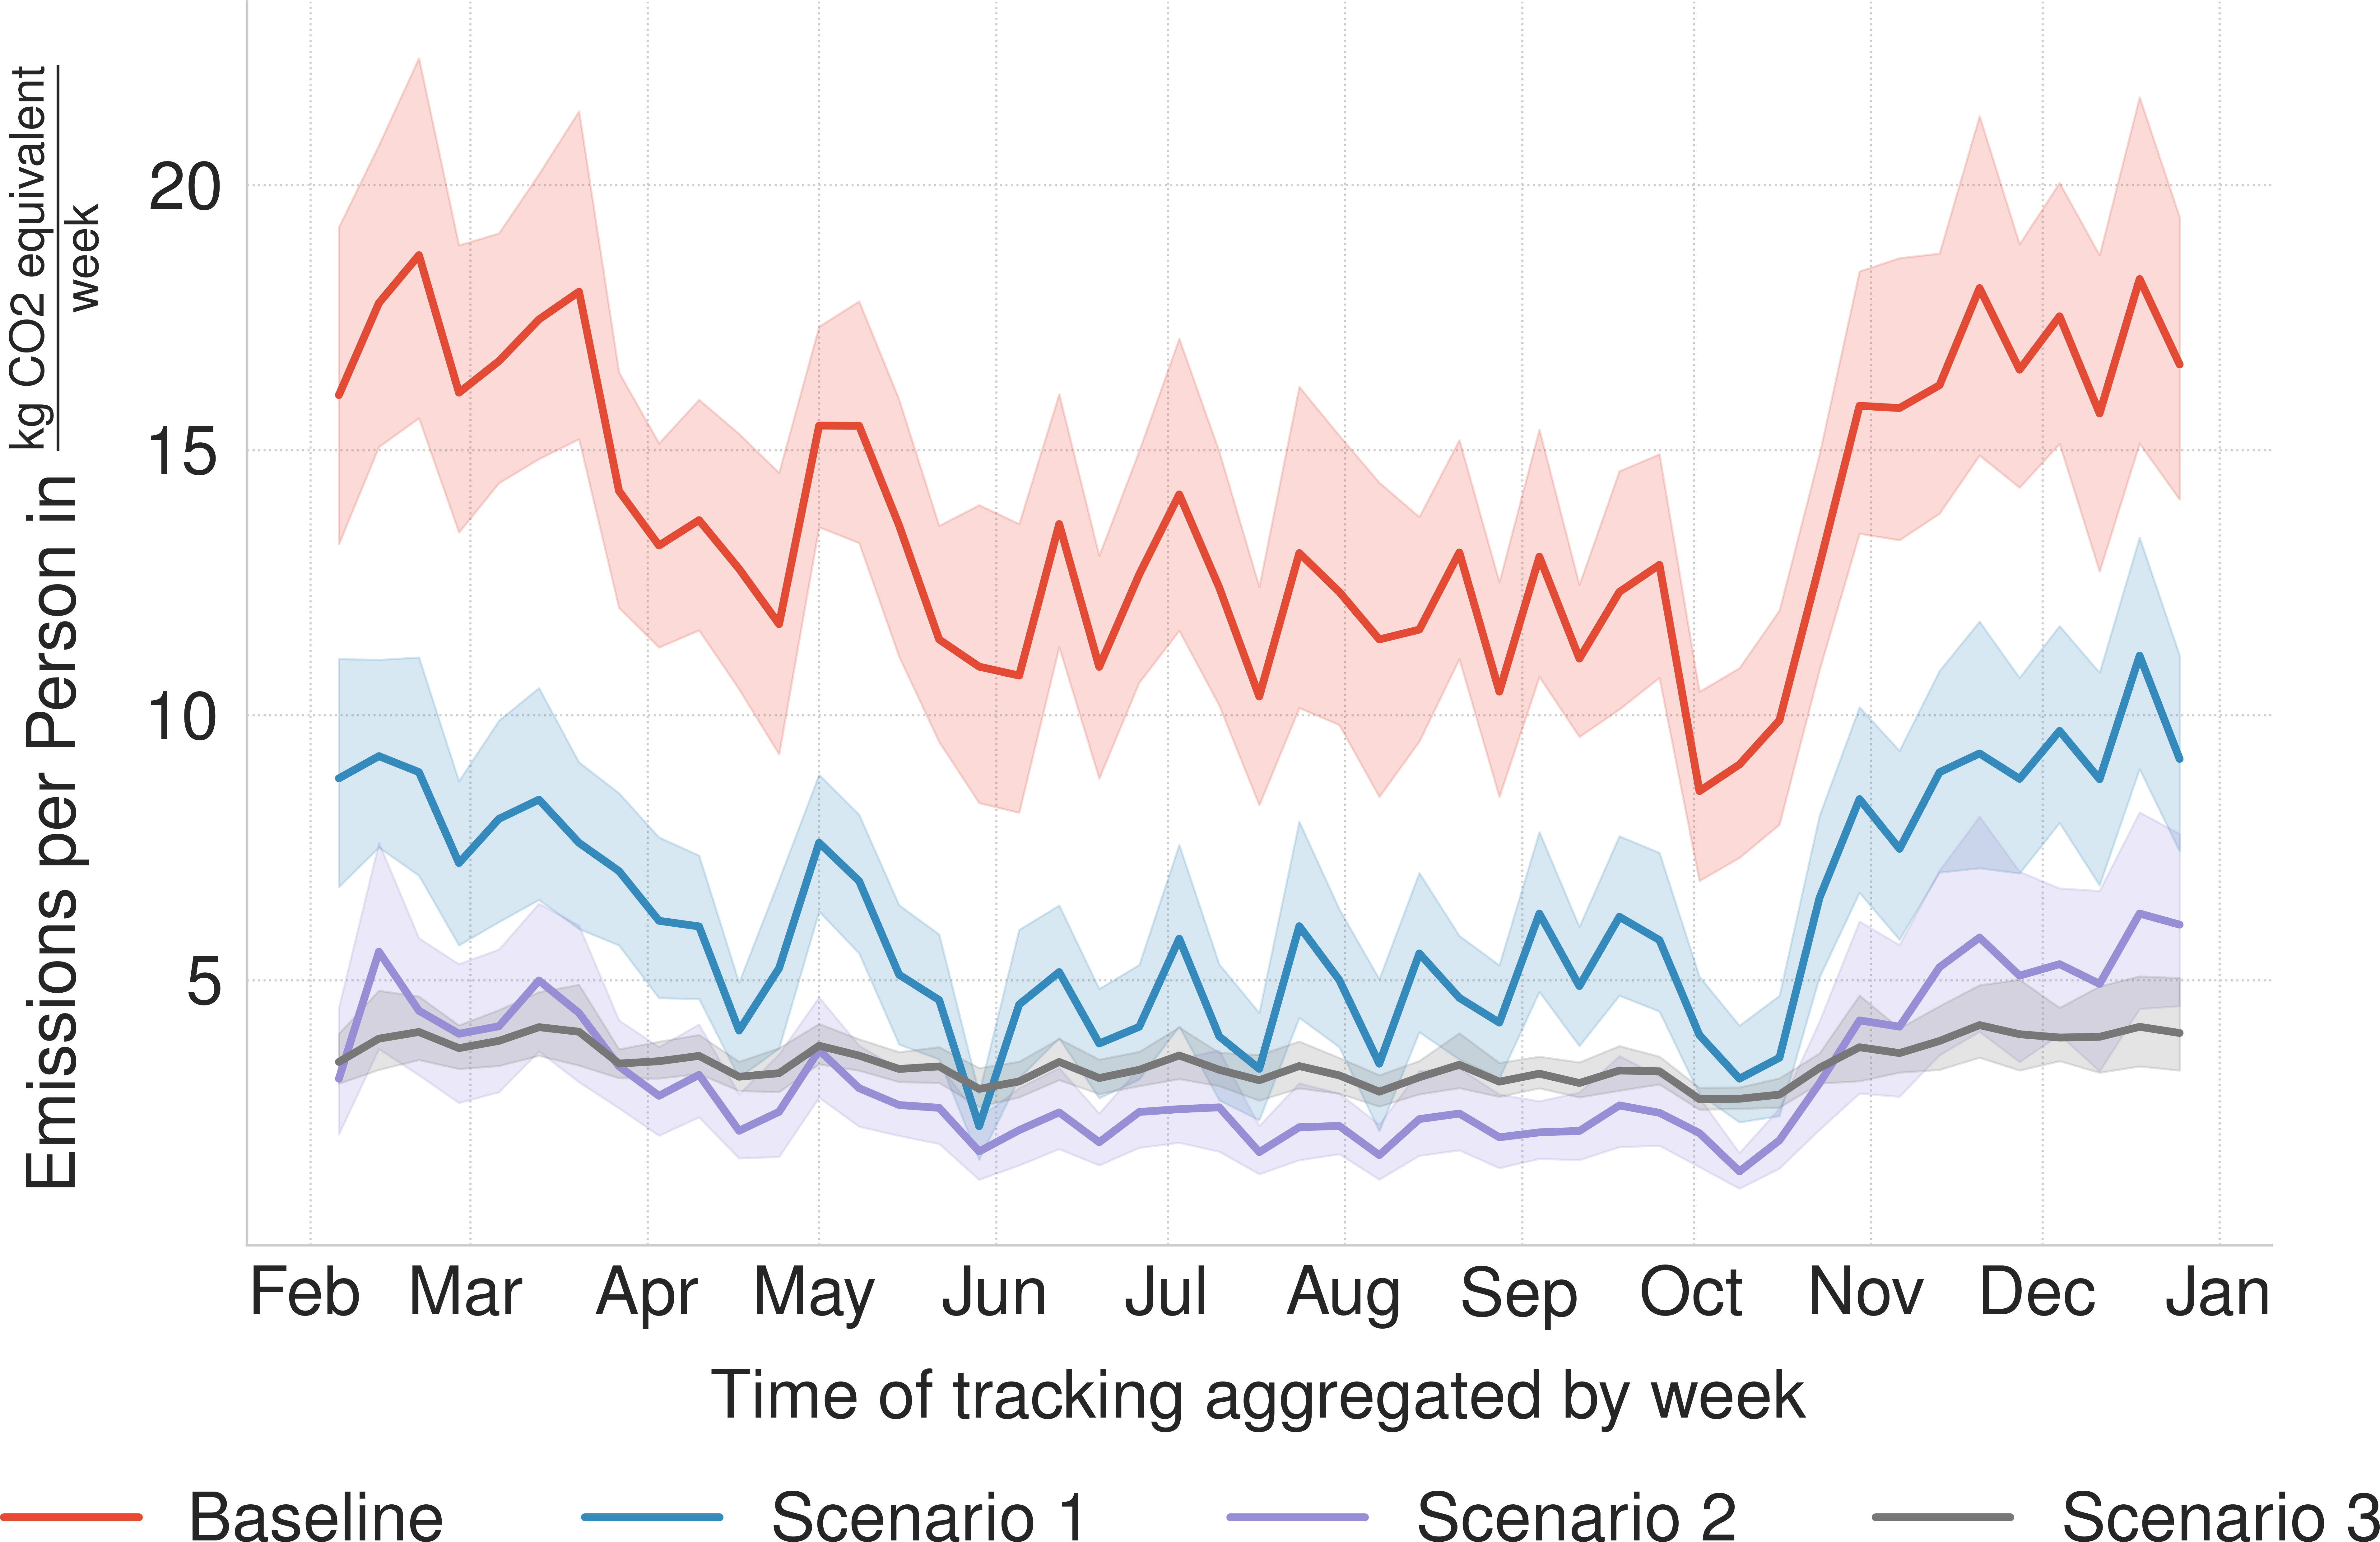 Emissions per Person in kg CO2 equivalent
week
20
15
10
5
Feb Mar Apr May Jun Jul Aug Sep Oct Nov Dec Jan
Time of tracking aggregated by week
Baseline Scenario 1 Scenario 2 Scenario 3